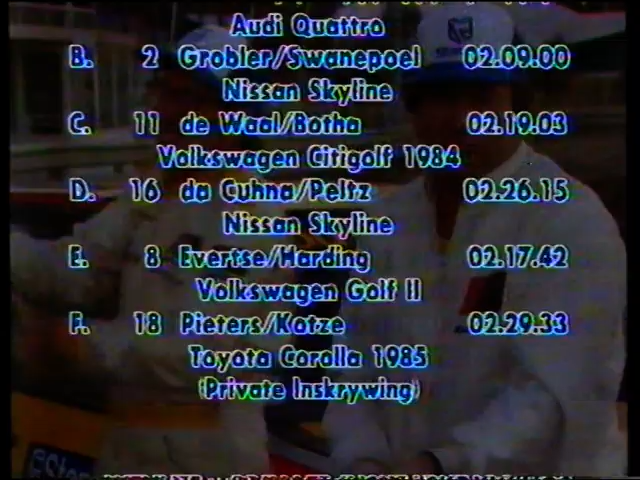 Audi Quattro
B. 2 Grobler/Swanepoel 02.09.00
Nissan Skyline
C. 11 de Waal/Botha 02.19.03
Volkswagen Citigolf 1984
D. 16 da Cuhna/Peltz 02.26.15
Nissan Skyline
E. 8 Evertse/Harding 02.17.42
Volkswagen Golf II
F. 18 Pieters/Kotze 02.29.33
Toyota Corolla 1985
(Private Inskrywing)